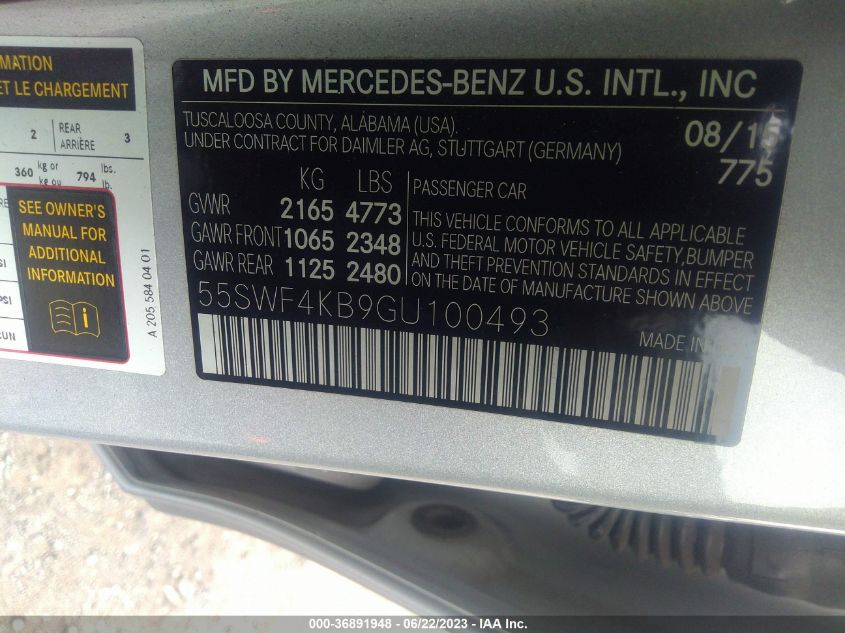 MATION
ET LE CHARGEMENT
2 REAR ARRIÈRE 3
360 kg or kg ou 794 lbs. lb.
SEE OWNER'S
MANUAL FOR
ADDITIONAL
INFORMATION
A 205 584 04 01
MFD BY MERCEDES-BENZ U.S. INTL., INC
TUSCALOOSA COUNTY, ALABAMA (USA).
UNDER CONTRACT FOR DAIMLER AG, STUTTGART (GERMANY)
08/15
775
KG LBS
GVWR 2165 4773
GAWR FRONT 1065 2348
GAWR REAR 1125 2480
PASSENGER CAR
THIS VEHICLE CONFORMS TO ALL APPLICABLE
U.S. FEDERAL MOTOR VEHICLE SAFETY, BUMPER
AND THEFT PREVENTION STANDARDS IN EFFECT
ON THE DATE OF MANUFACTURE SHOWN ABOVE
55SWF4KB9GU100493
MADE IN
000-36891948 - 06/22/2023 - IAA Inc.